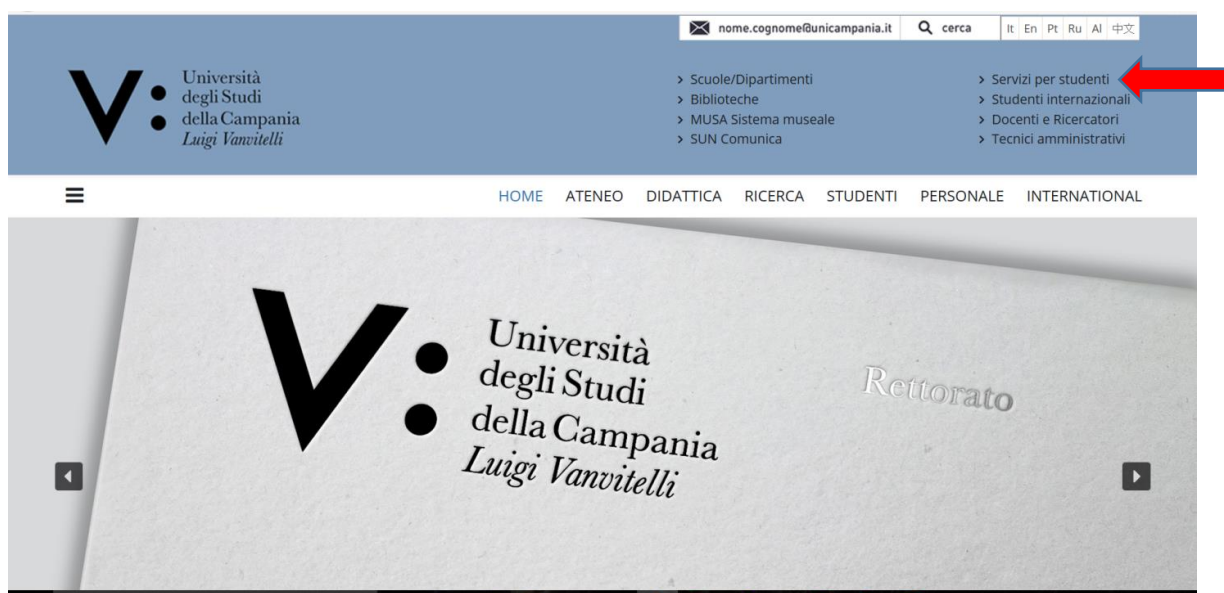 nome.cognome@unicampania.it
cerca
It En Pt Ru Al 中文
V:
Università
degli Studi
della Campania
Luigi Vanvitelli
> Scuole/Dipartimenti
> Biblioteche
> MUSA Sistema museale
> SUN Comunica
> Servizi per studenti
> Studenti internazionali
> Docenti e Ricercatori
> Tecnici amministrativi
HOME ATENEO DIDATTICA RICERCA STUDENTI PERSONALE INTERNATIONAL
V:
Università
degli Studi
della Campania
Luigi Vanvitelli
Rettorato